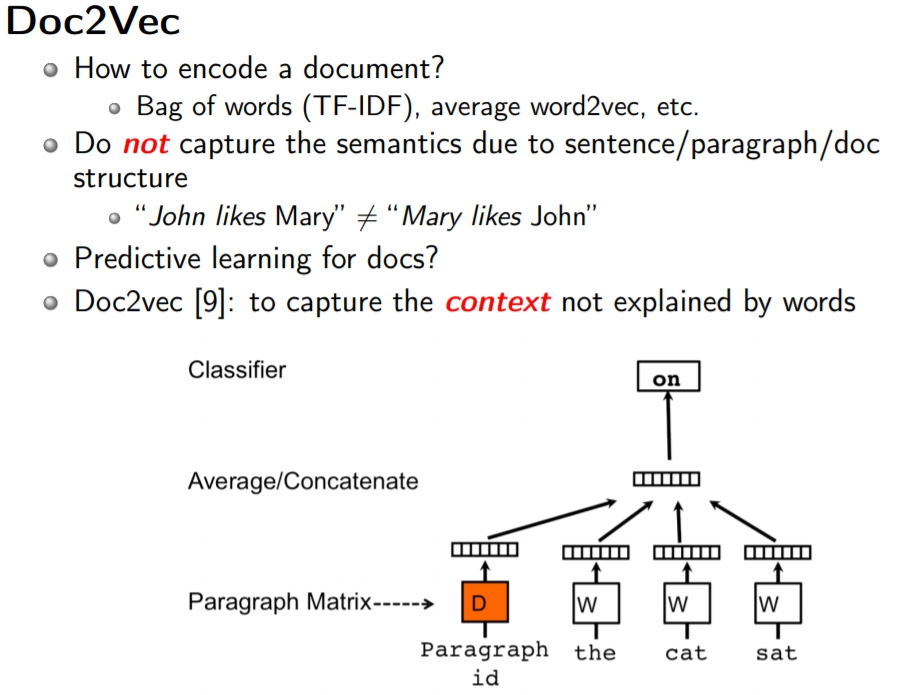 Doc2Vec
How to encode a document?
Bag of words (TF-IDF), average word2vec, etc.
Do not capture the semantics due to sentence/paragraph/doc
structure
“John likes Mary” ≠ “Mary likes John”
Predictive learning for docs?
Doc2vec [9]: to capture the context not explained by words
Classifier
on
Average/Concatenate
Paragraph Matrix
D
W
W
W
Paragraph
id
the
cat
sat